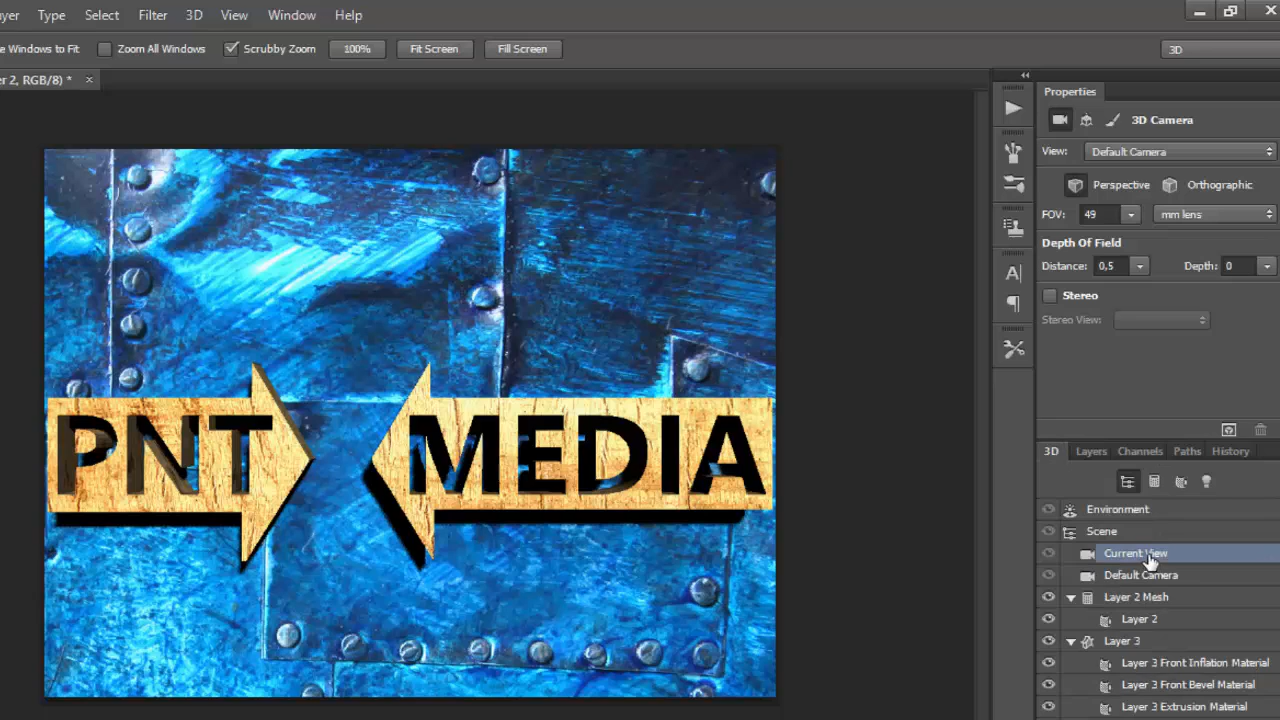 yer Type Select Filter 3D View Window Help
e Windows to Fit Zoom All Windows Scrubby Zoom 100% Fit Screen Fill Screen 3D
er 2, RGB/8) * ×
Properties
3D Camera
View: Default Camera
Perspective Orthographic
FOV: 49 mm lens
Depth Of Field
Distance: 0,5 Depth: 0
Stereo
Stereo View:
PNT MEDIA
3D Layers Channels Paths History
Environment
Scene
Current View
Default Camera
Layer 2 Mesh
Layer 2
Layer 3
Layer 3 Front Inflation Material
Layer 3 Front Bevel Material
Layer 3 Extrusion Material